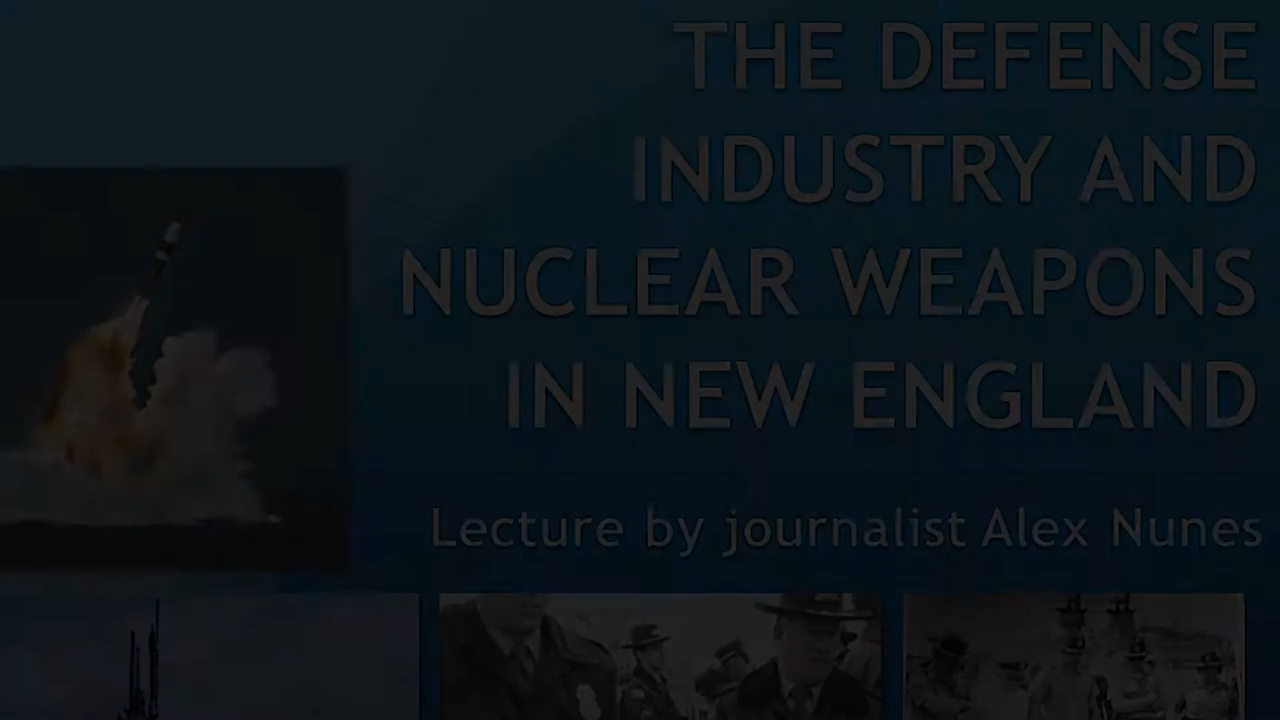 THE DEFENSE
INDUSTRY AND
NUCLEAR WEAPONS
IN NEW ENGLAND
Lecture by journalist Alex Nunes